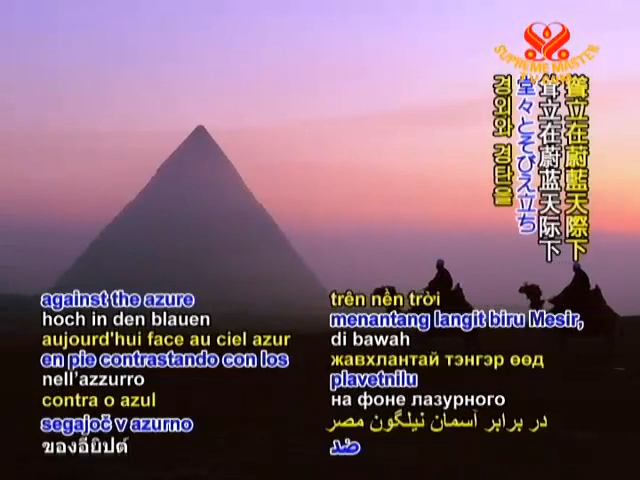 SUPREME MASTER
聳立在蔚藍天際下
耸立在蔚蓝天际下
堂々とそびえ立ち
경외와 경탄을
against the azure
hoch in den blauen
aujourd'hui face au ciel azur
en pie contrastando con los
nell'azzurro
contra o azul
segajoč v azurno
ของอียิปต์
trên nền trời
menantang langit biru Mesir,
di bawah
жавхлантай тэнгэр өөд
plavetnilu
на фоне лазурного
در برابر آسمان نیلگون مصر
ضد